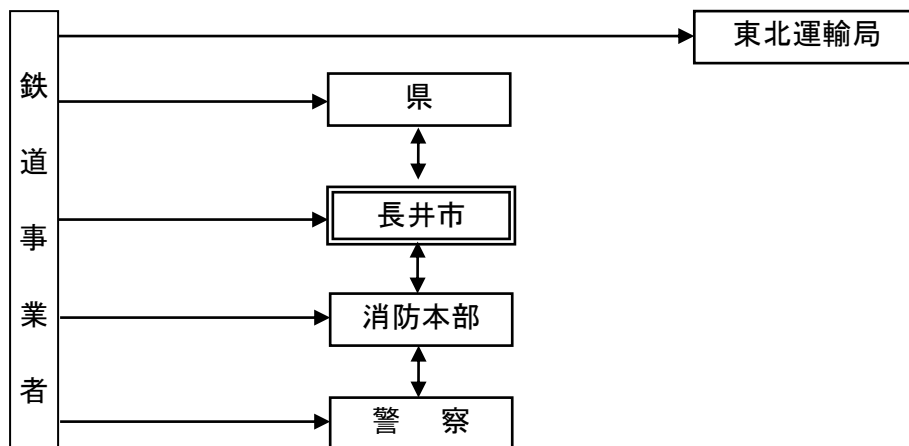 鉄道事業者
東北運輸局
県
長井市
消防本部
警　察